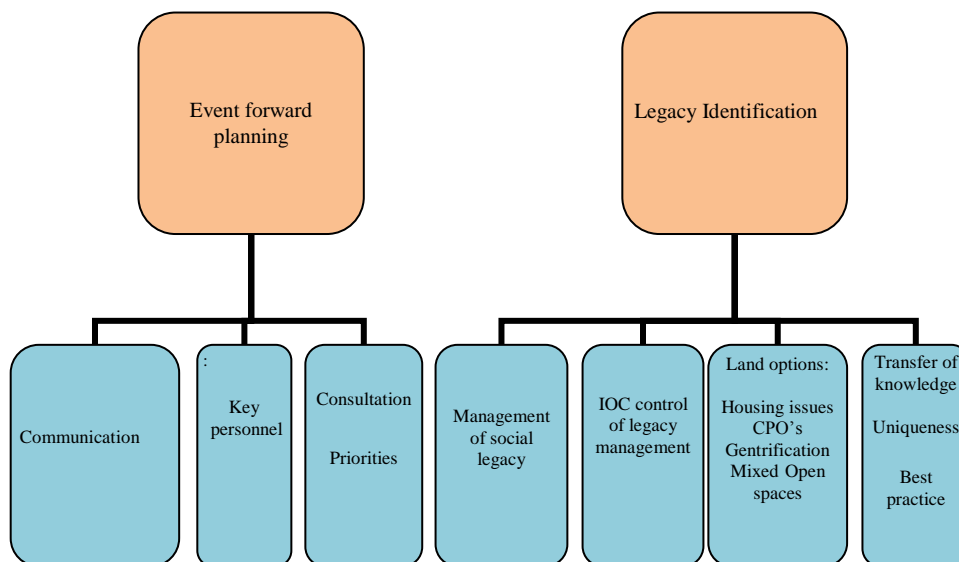 Event forward
planning
Legacy Identification
Communication
:
Key
personnel
Consultation
Priorities
Management
of social
legacy
IOC control
of legacy
management
Land options:
Housing issues
CPO's
Gentrification
Mixed Open
spaces
Transfer of
knowledge
Uniqueness
Best
practice